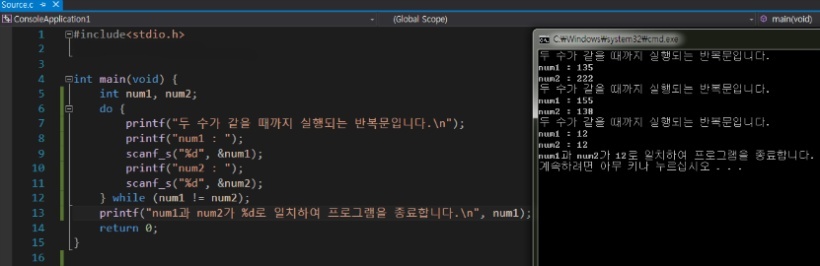 Source.c
ConsoleApplication1
(Global Scope)
main(void)
1 #include<stdio.h>
2
3
4 int main(void) {
5 int num1, num2;
6 do {
7 printf("두 수가 같을 때까지 실행되는 반복문입니다.\n");
8 printf("num1 : ");
9 scanf_s("%d", &num1);
10 printf("num2 : ");
11 scanf_s("%d", &num2);
12 } while (num1 != num2);
13 printf("num1과 num2가 %d로 일치하여 프로그램을 종료합니다.\n", num1);
14 return 0;
15 }
16
C:₩Windows₩system32₩cmd.exe
두 수가 같을 때까지 실행되는 반복문입니다.
num1 : 135
num2 : 222
두 수가 같을 때까지 실행되는 반복문입니다.
num1 : 155
num2 : 130
두 수가 같을 때까지 실행되는 반복문입니다.
num1 : 12
num2 : 12
num1과 num2가 12로 일치하여 프로그램을 종료합니다.
계속하려면 아무 키나 누르십시오 . . .